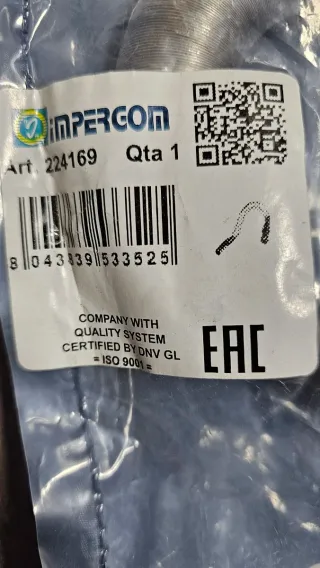 IMPERGOM
Art. 224169 Qta 1
8 043839 533525
COMPANY WITH
QUALITY SYSTEM
CERTIFIED BY DNV GL
= ISO 9001 =
EAC